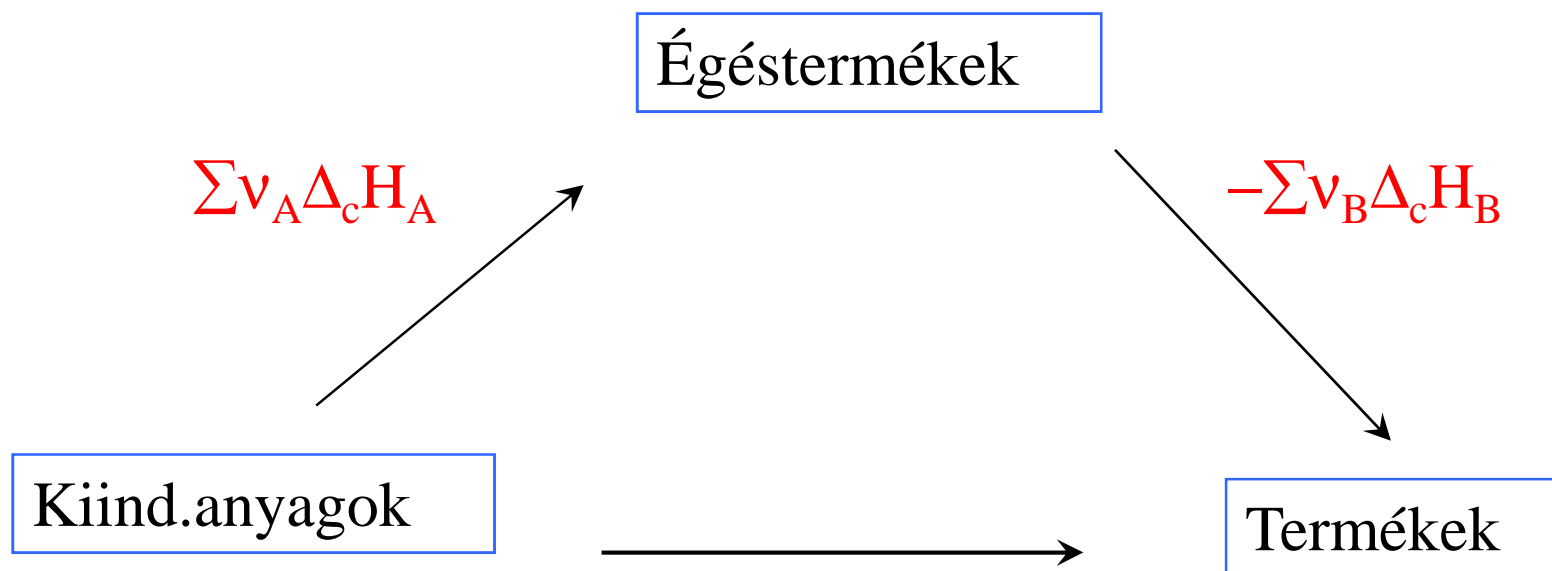 Égéstermékek
∑ν_AΔ_cH_A
–∑ν_BΔ_cH_B
Kiind.anyagok
Termékek